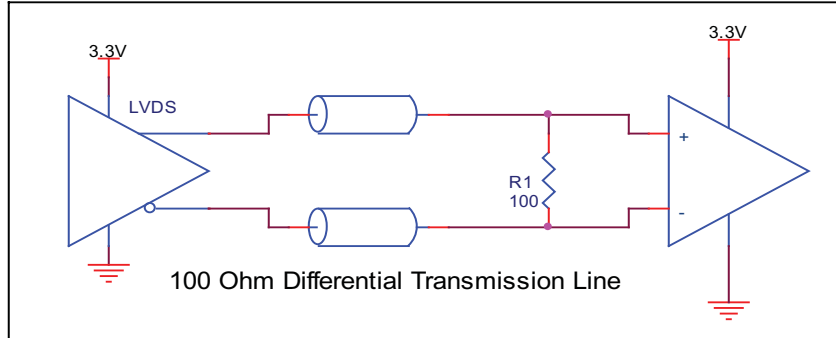 3.3V
3.3V
LVDS
+
R1
100
-
100 Ohm Differential Transmission Line